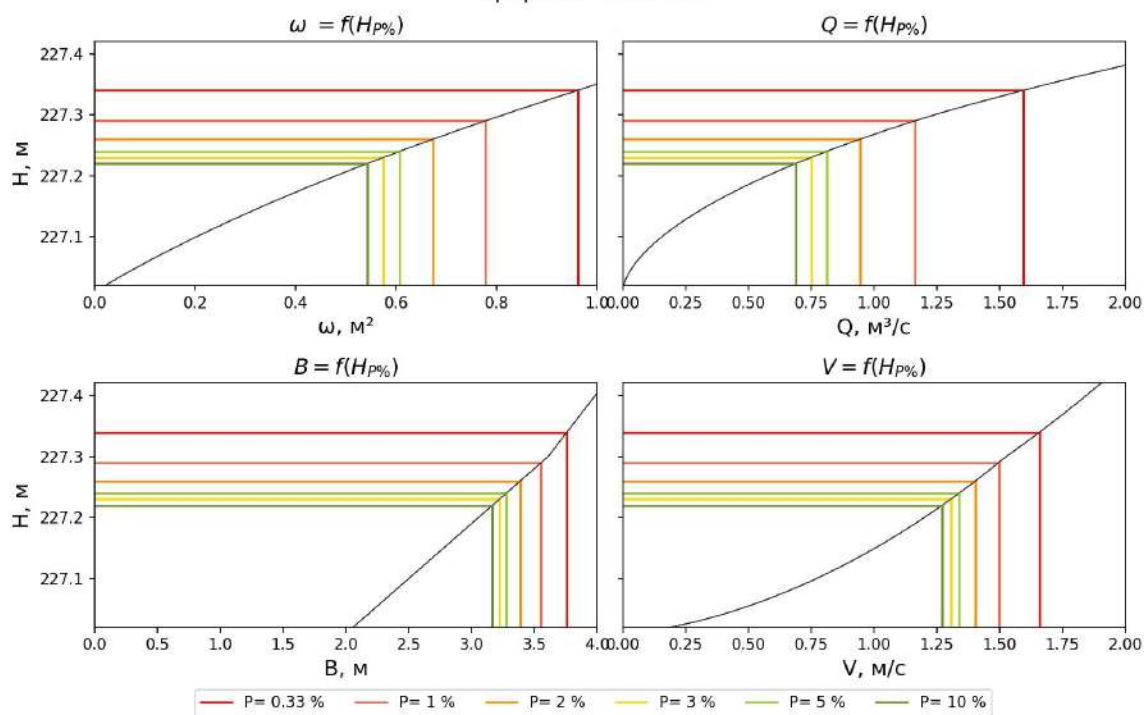 ω = f(H_P%)
Q = f(H_P%)
227.4
227.3
227.2
227.1
H, м
0.0 0.2 0.4 0.6 0.8 1.0
ω, м²
0.00 0.25 0.50 0.75 1.00 1.25 1.50 1.75 2.00
Q, м³/с
B = f(H_P%)
V = f(H_P%)
227.4
227.3
227.2
227.1
H, м
0.0 0.5 1.0 1.5 2.0 2.5 3.0 3.5 4.0
B, м
0.00 0.25 0.50 0.75 1.00 1.25 1.50 1.75 2.00
V, м/с
P= 0.33 % P= 1 % P= 2 % P= 3 % P= 5 % P= 10 %